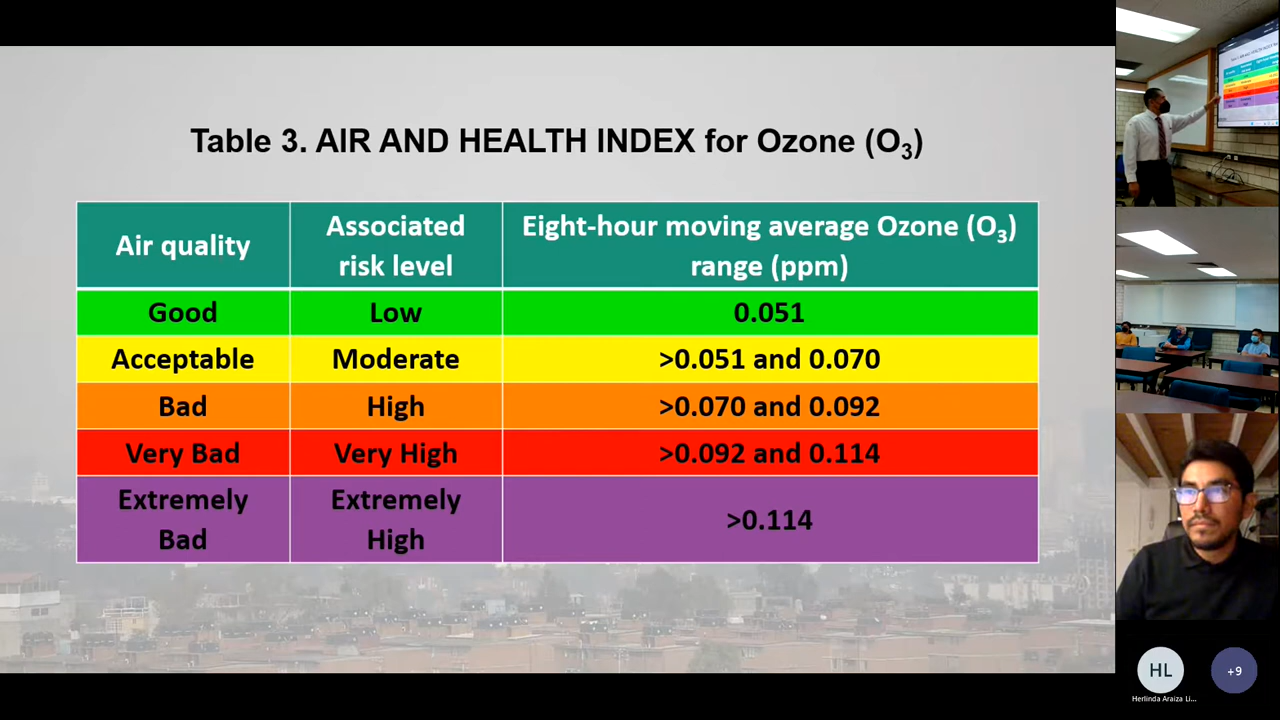 Table 3. AIR AND HEALTH INDEX for Ozone (O3)
Air quality
Associated
risk level
Eight-hour moving average Ozone (O3)
range (ppm)
Good
Low
0.051
Acceptable
Moderate
>0.051 and 0.070
Bad
High
>0.070 and 0.092
Very Bad
Very High
>0.092 and 0.114
Extremely
Bad
Extremely
High
>0.114
HL
+9
Herlinda Araiza Li...